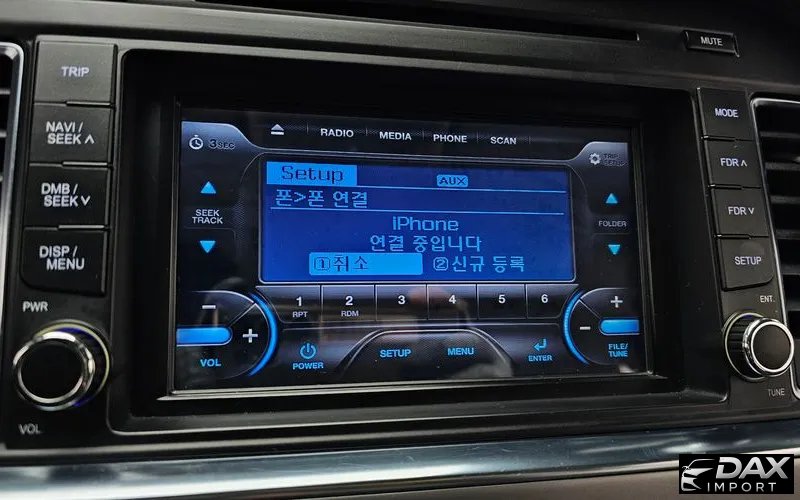 MUTE
TRIP
NAVI/
SEEK ∧
DMB/
SEEK ∨
DISP/
MENU
PWR
VOL
3SEC
RADIO
MEDIA
PHONE
SCAN
TRIP
SETUP
SEEK
TRACK
Setup
AUX
폰>폰 연결
iPhone
연결 중입니다
①취소 ②신규 등록
FOLDER
1 2 3 4 5 6
RPT RDM
− +
VOL
POWER
SETUP
MENU
ENTER
+ −
FILE/
TUNE
MODE
FDR ∧
FDR ∨
SETUP
ENT.
TUNE
DAX
IMPORT